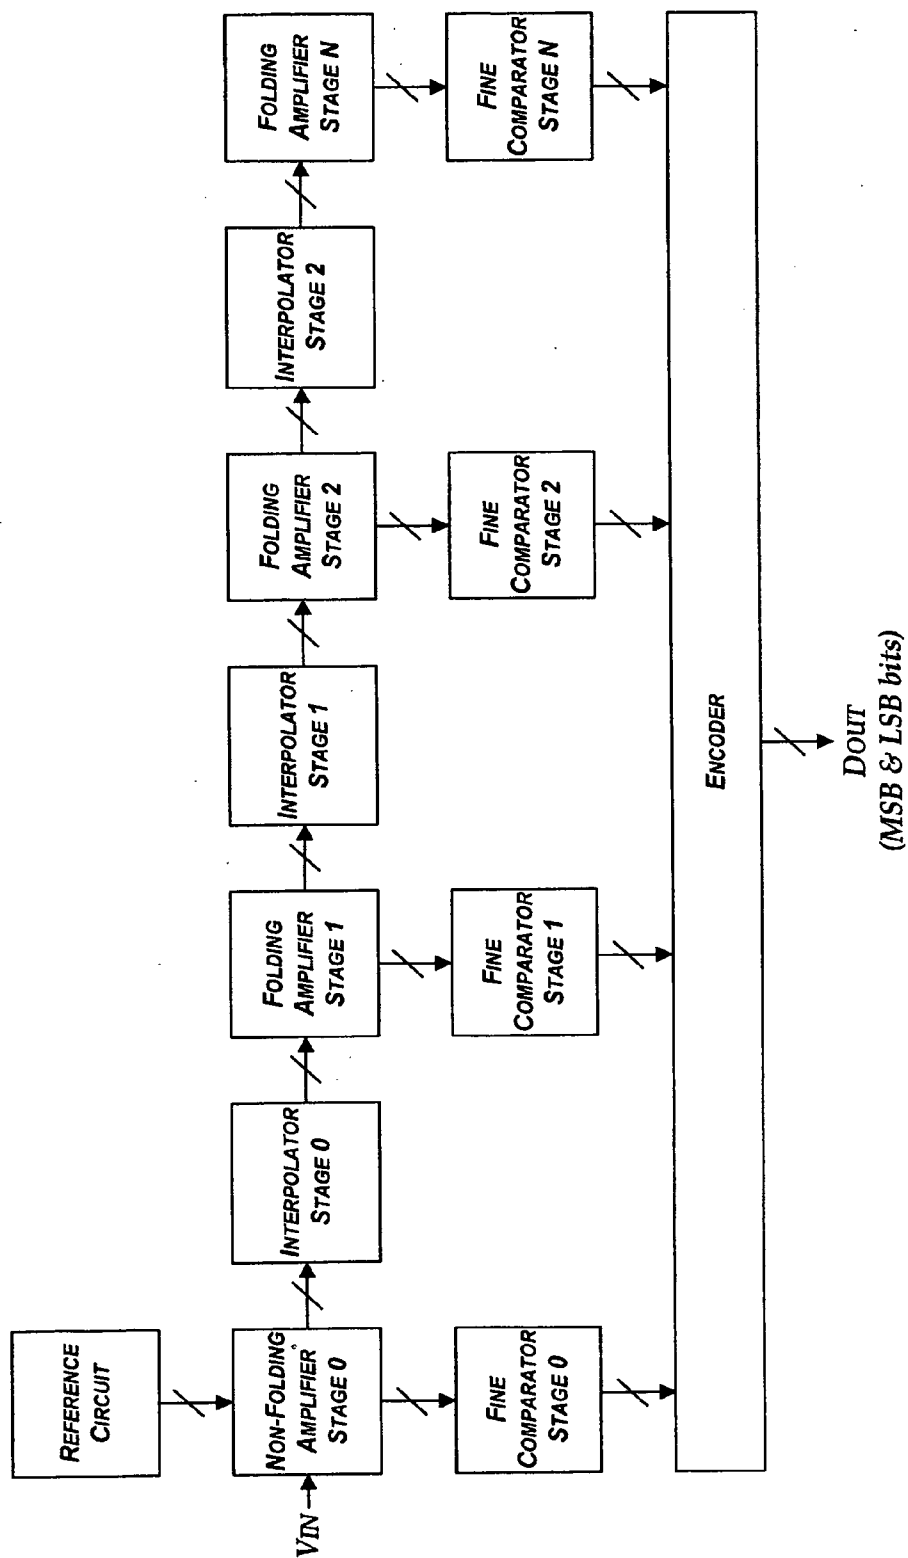 REFERENCE
CIRCUIT
VIN
NON-FOLDING
AMPLIFIER
STAGE 0
INTERPOLATOR
STAGE 0
FOLDING
AMPLIFIER
STAGE 1
INTERPOLATOR
STAGE 1
FOLDING
AMPLIFIER
STAGE 2
INTERPOLATOR
STAGE 2
FOLDING
AMPLIFIER
STAGE N
FINE
COMPARATOR
STAGE 0
FINE
COMPARATOR
STAGE 1
FINE
COMPARATOR
STAGE 2
FINE
COMPARATOR
STAGE N
ENCODER
DOUT
(MSB & LSB bits)